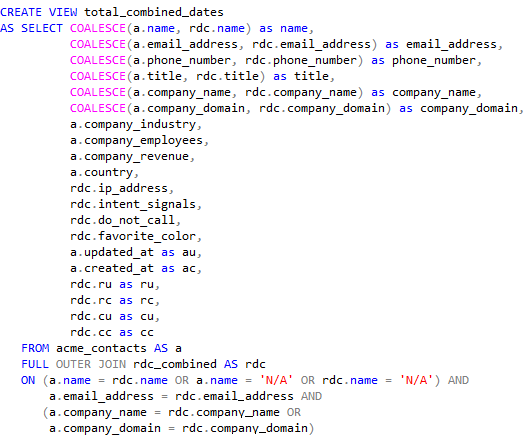 CREATE VIEW total_combined_dates
AS SELECT COALESCE(a.name, rdc.name) as name,
COALESCE(a.email_address, rdc.email_address) as email_address,
COALESCE(a.phone_number, rdc.phone_number) as phone_number,
COALESCE(a.title, rdc.title) as title,
COALESCE(a.company_name, rdc.company_name) as company_name,
COALESCE(a.company_domain, rdc.company_domain) as company_domain,
a.company_industry,
a.company_employees,
a.company_revenue,
a.country,
rdc.ip_address,
rdc.intent_signals,
rdc.do_not_call,
rdc.favorite_color,
a.updated_at as au,
a.created_at as ac,
rdc.ru as ru,
rdc.rc as rc,
rdc.cu as cu,
rdc.cc as cc
FROM acme_contacts AS a
FULL OUTER JOIN rdc_combined AS rdc
ON (a.name = rdc.name OR a.name = 'N/A' OR rdc.name = 'N/A') AND
a.email_address = rdc.email_address AND
(a.company_name = rdc.company_name OR
a.company_domain = rdc.company_domain)